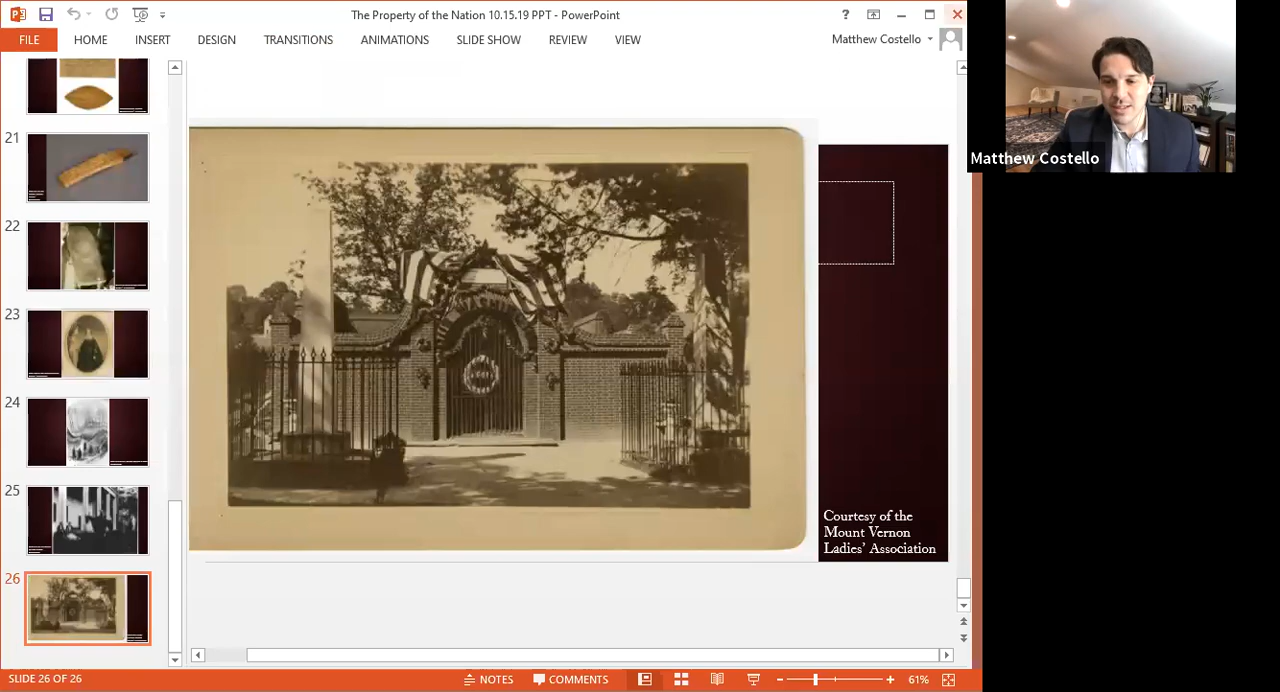 The Property of the Nation 10.15.19 PPT - PowerPoint
?
FILE HOME INSERT DESIGN TRANSITIONS ANIMATIONS SLIDE SHOW REVIEW VIEW
Matthew Costello
Matthew Costello
21
22
23
24
25
26
Courtesy of the
Mount Vernon
Ladies’ Association
SLIDE 26 OF 26
NOTES COMMENTS
61%